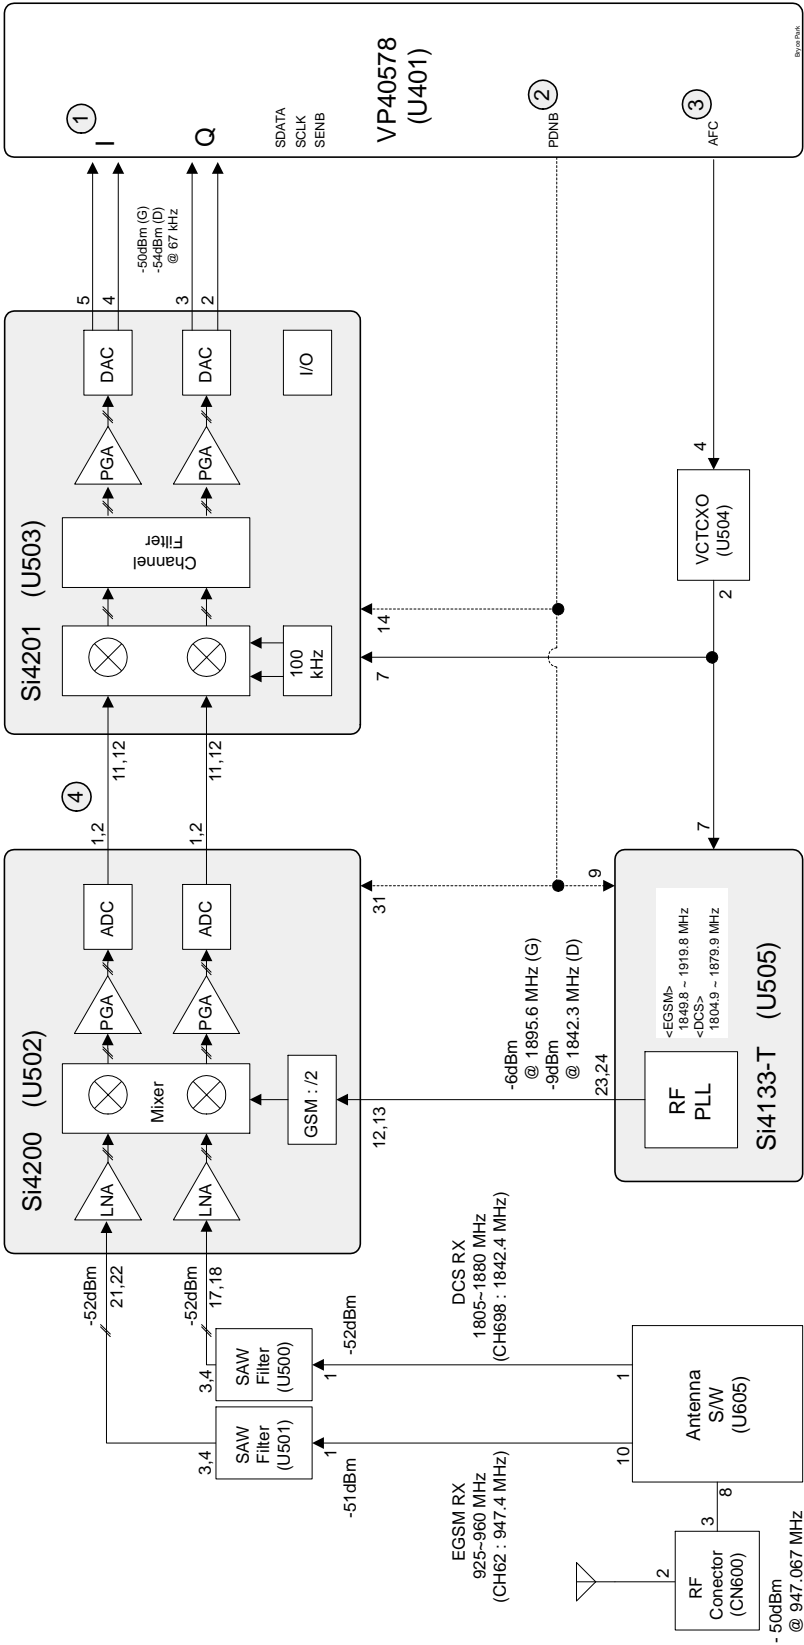 VP40578
(U401)
1
I
Q
SDATA
SCLK
SENB
2
PDNB
3
AFC
Bryce Park
-50dBm (G)
-54dBm (D)
@ 67 kHz
5
4
3
2
Si4201 (U503)
DAC
DAC
I/O
PGA
PGA
Channel
Filter
100
kHz
14
7
11,12
11,12
4
VCTCXO
(U504)
4
2
1,2
1,2
Si4200 (U502)
ADC
ADC
PGA
PGA
Mixer
GSM : /2
LNA
LNA
31
12,13
9
7
-6dBm
@ 1895.6 MHz (G)
-9dBm
@ 1842.3 MHz (D)
23,24
<EGSM>
1849.8 ~ 1919.8 MHz
<DCS>
1804.9 ~ 1879.9 MHz
RF
PLL
Si4133-T (U505)
-52dBm
21,22
-52dBm
17,18
3,4
SAW
Filter
(U500)
1
-52dBm
3,4
SAW
Filter
(U501)
1
-51dBm
DCS RX
1805~1880 MHz
(CH698 : 1842.4 MHz)
EGSM RX
925~960 MHz
(CH62 : 947.4 MHz)
1
10
Antenna
S/W
(U605)
8
3
2
RF
Conector
(CN600)
- 50dBm
@ 947.067 MHz